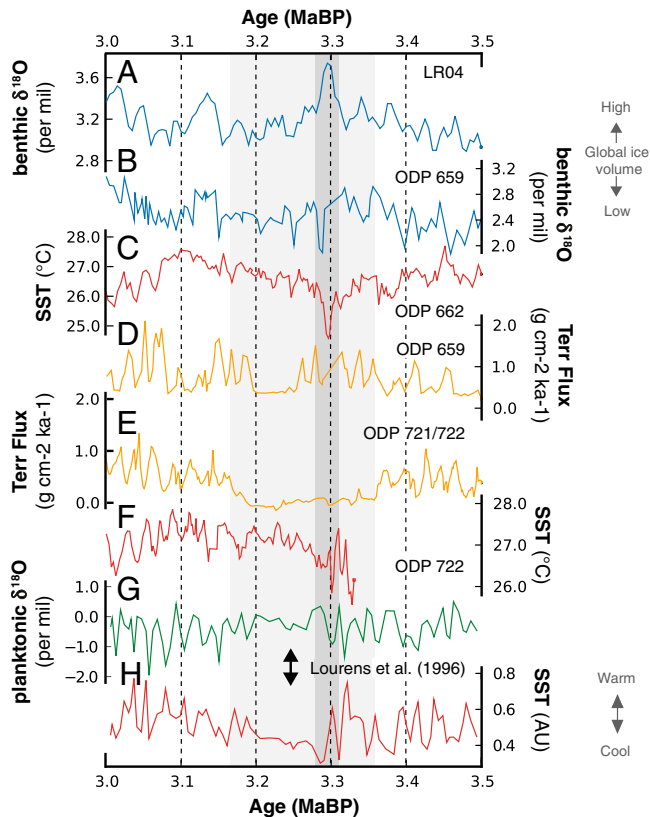 Age (MaBP)
3.0 3.1 3.2 3.3 3.4 3.5
A
LR04
benthic δ18O
(per mil)
3.6
3.2
2.8
High
Global ice
volume
Low
B
ODP 659
benthic δ18O
(per mil)
3.2
2.8
2.4
2.0
C
SST (°C)
28.0
27.0
26.0
25.0
ODP 662
D
ODP 659
Terr Flux
(g cm-2 ka-1)
2.0
1.0
0.0
E
ODP 721/722
Terr Flux
(g cm-2 ka-1)
2.0
1.0
0.0
F
ODP 722
SST (°C)
28.0
27.0
26.0
G
planktonic δ18O
(per mil)
1.0
0.0
−1.0
−2.0
Lourens et al. (1996)
H
SST (AU)
0.8
0.6
0.4
Warm
Cool
3.0 3.1 3.2 3.3 3.4 3.5
Age (MaBP)